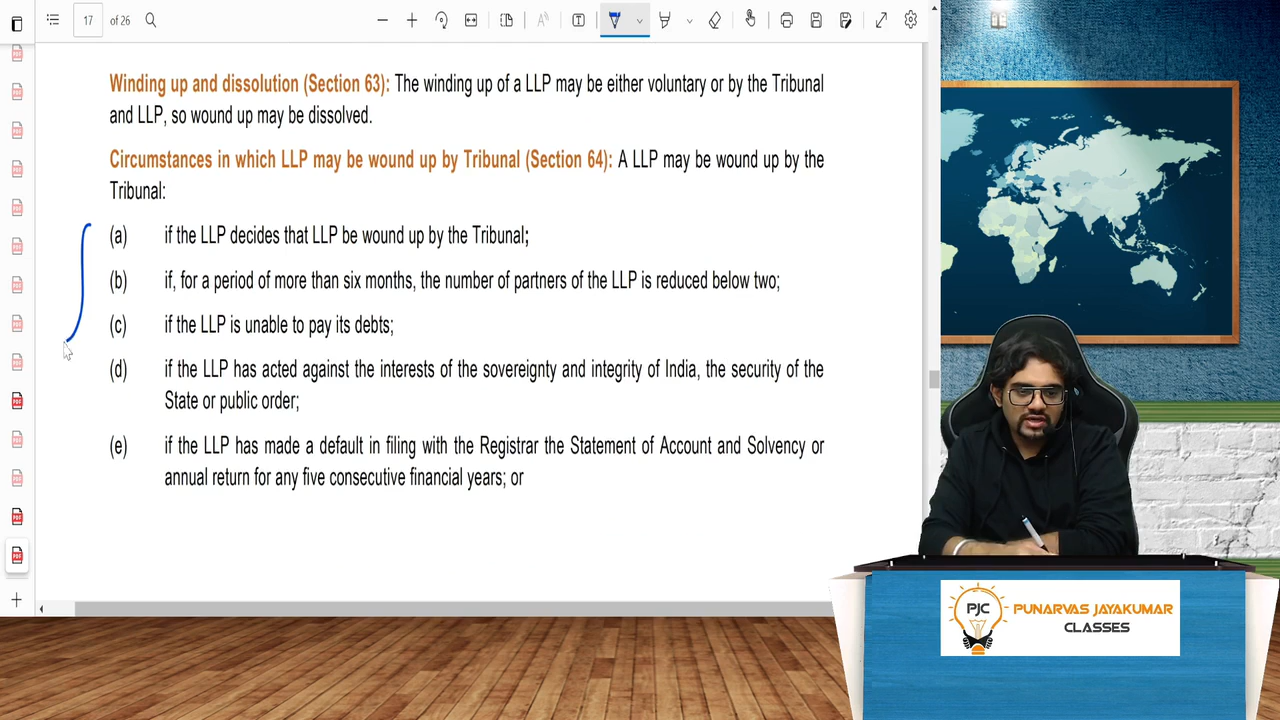 17 of 26
Winding up and dissolution (Section 63): The winding up of a LLP may be either voluntary or by the Tribunal
and LLP, so wound up may be dissolved.
Circumstances in which LLP may be wound up by Tribunal (Section 64): A LLP may be wound up by the
Tribunal:
(a) if the LLP decides that LLP be wound up by the Tribunal;
(b) if, for a period of more than six months, the number of partners of the LLP is reduced below two;
(c) if the LLP is unable to pay its debts;
(d) if the LLP has acted against the interests of the sovereignty and integrity of India, the security of the
State or public order;
(e) if the LLP has made a default in filing with the Registrar the Statement of Account and Solvency or
annual return for any five consecutive financial years; or
PJC PUNARVAS JAYAKUMAR
CLASSES